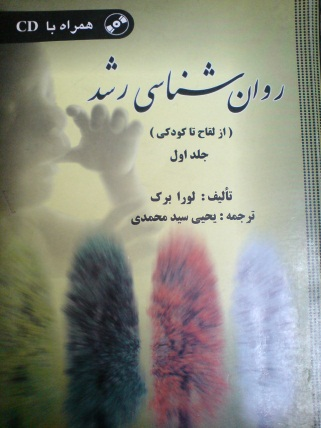 همراه با CD
روان شناسی رشد
( از لقاح تا کودکی )
جلد اول
تألیف : لورا برک
ترجمه : یحیی سید محمدی